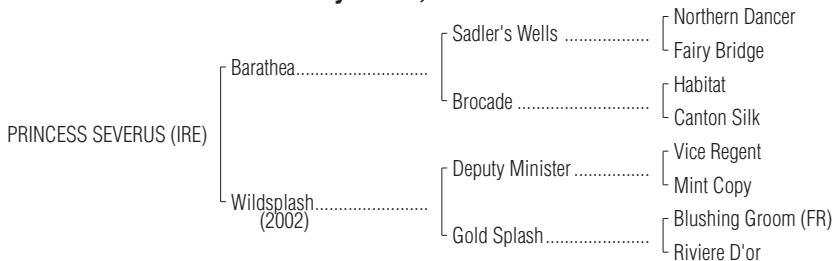 Northern Dancer
Sadler's Wells ....................
Fairy Bridge
Barathea...............................
Habitat
Brocade ...............................
Canton Silk
PRINCESS SEVERUS (IRE)
Vice Regent
Deputy Minister ..................
Mint Copy
Wildsplash..........................
(2002)
Blushing Groom (FR)
Gold Splash........................
Riviere D'or